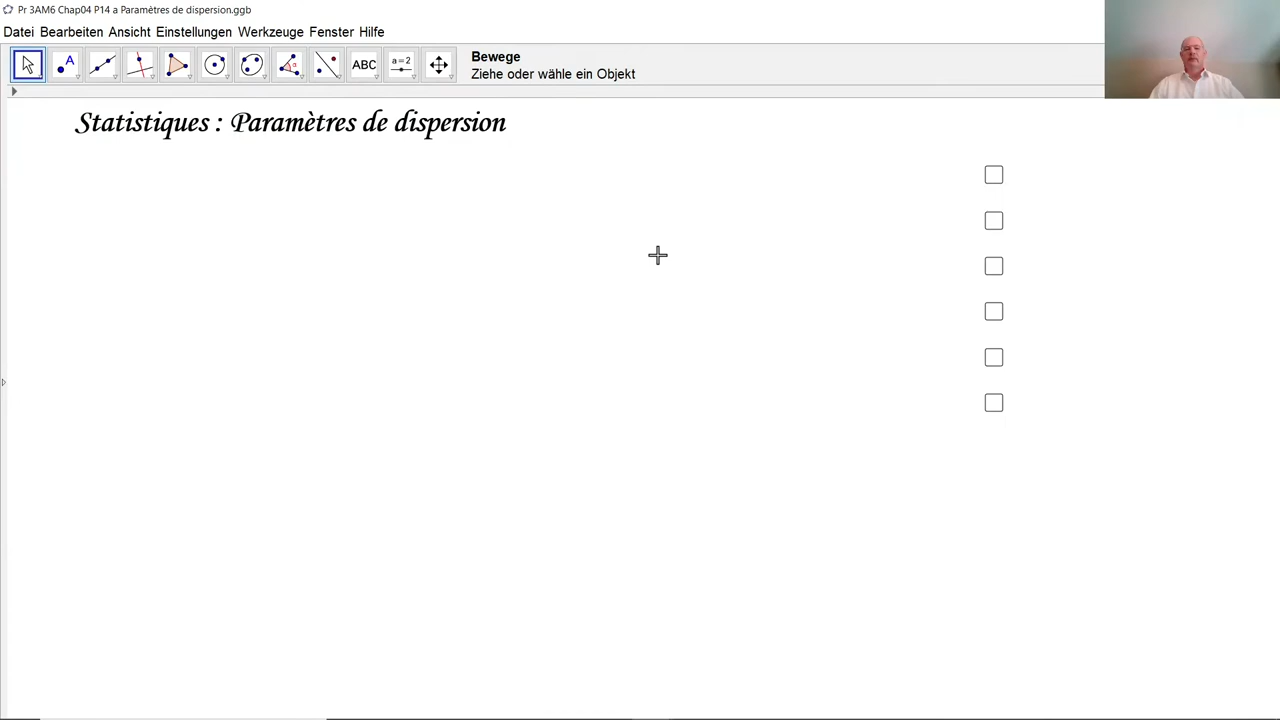 Pr 3AM6 Chap04 P14 a Paramètres de dispersion.ggb
Datei Bearbeiten Ansicht Einstellungen Werkzeuge Fenster Hilfe
A
ABC
a=2
Bewege
Ziehe oder wähle ein Objekt
Statistiques : Paramètres de dispersion